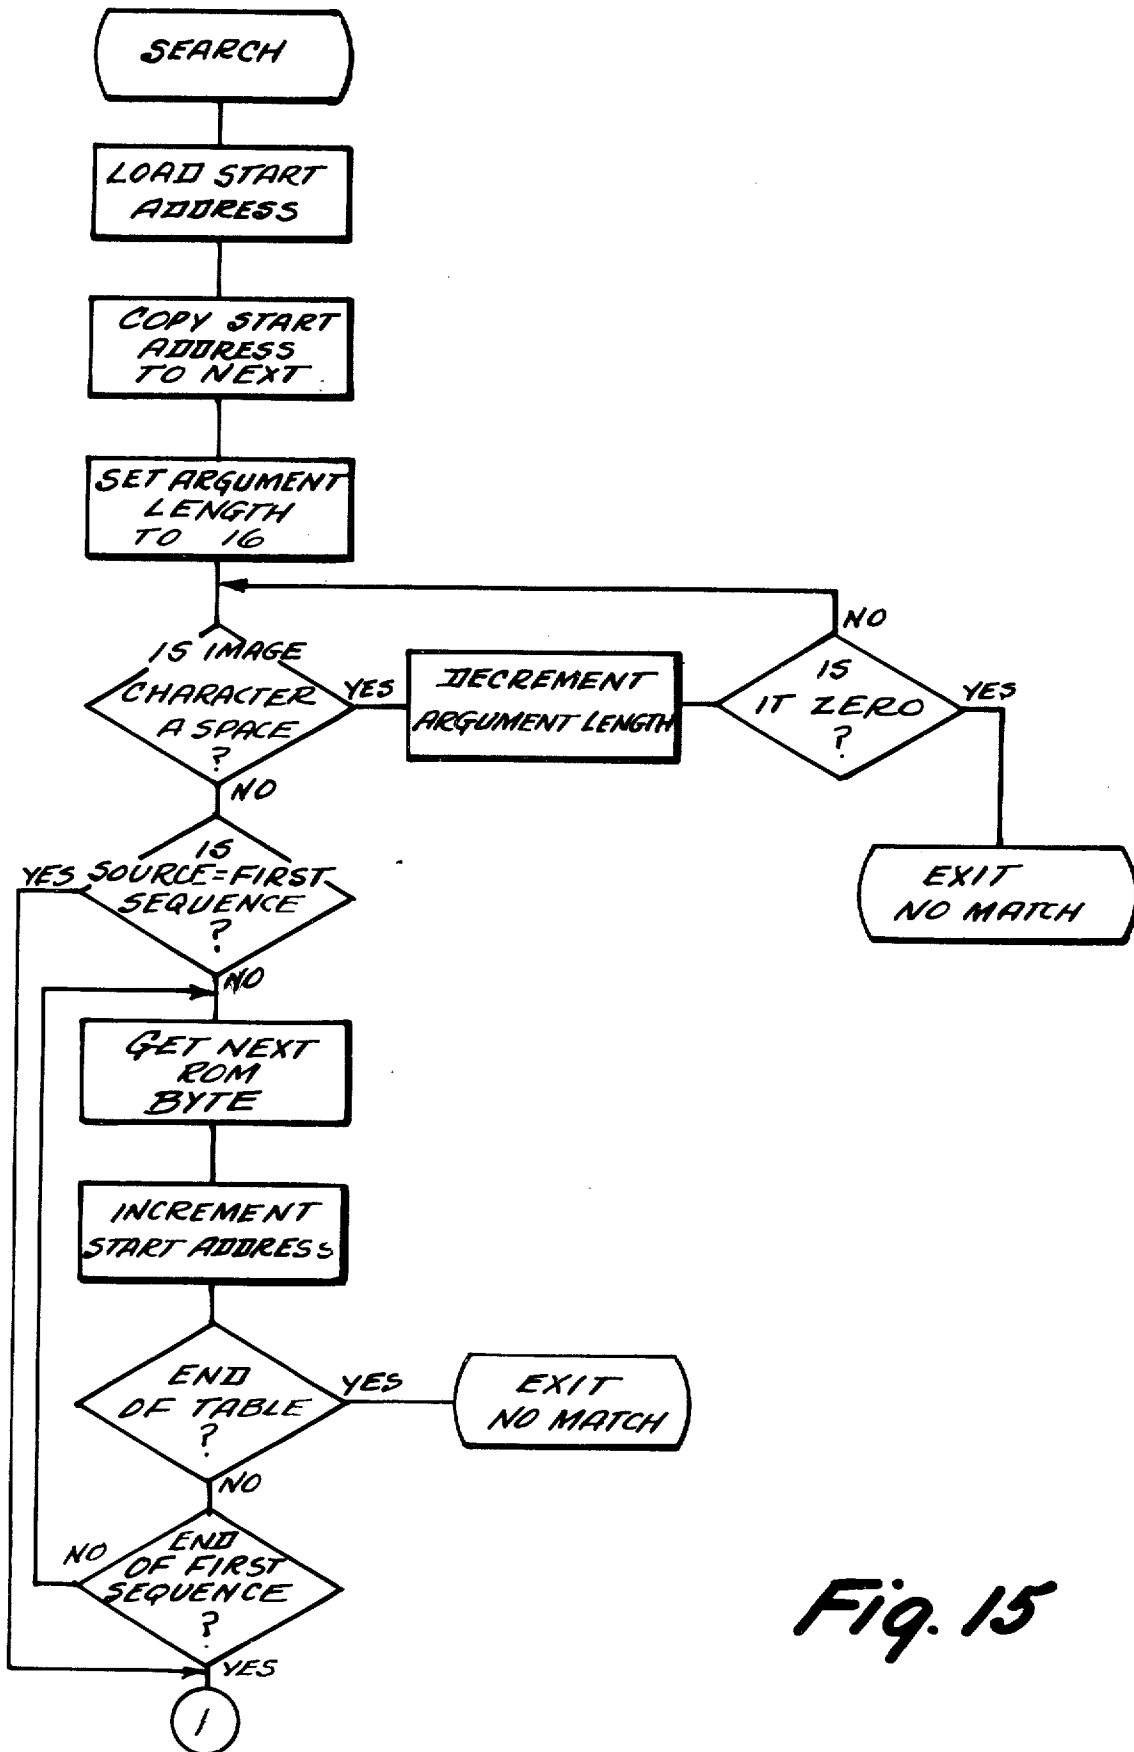 SEARCH
LOAD START
ADDRESS
COPY START
ADDRESS
TO NEXT
SET ARGUMENT
LENGTH
TO 16
IS IMAGE
CHARACTER
A SPACE
?
YES
NO
DECREMENT
ARGUMENT LENGTH
IS
IT ZERO
?
NO
YES
EXIT
NO MATCH
IS
SOURCE=FIRST
SEQUENCE
?
YES
NO
GET NEXT
ROM
BYTE
INCREMENT
START ADDRESS
END
OF TABLE
?
YES
EXIT
NO MATCH
NO
END
OF FIRST
SEQUENCE
?
NO
YES
1
Fig. 15